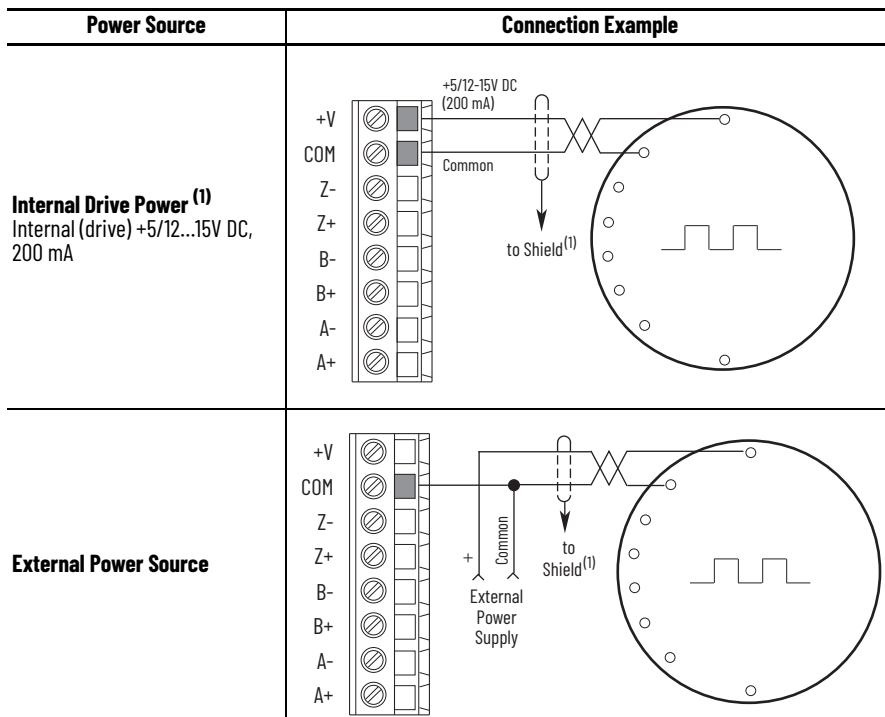 Power Source
Connection Example
Internal Drive Power (1)
Internal (drive) +5/12...15V DC,
200 mA
+5/12-15V DC
(200 mA)
+V
COM
Common
Z-
Z+
B-
B+
A-
A+
to Shield(1)
External Power Source
+V
COM
Z-
Z+
B-
B+
A-
A+
+
Common
External
Power
Supply
to
Shield(1)